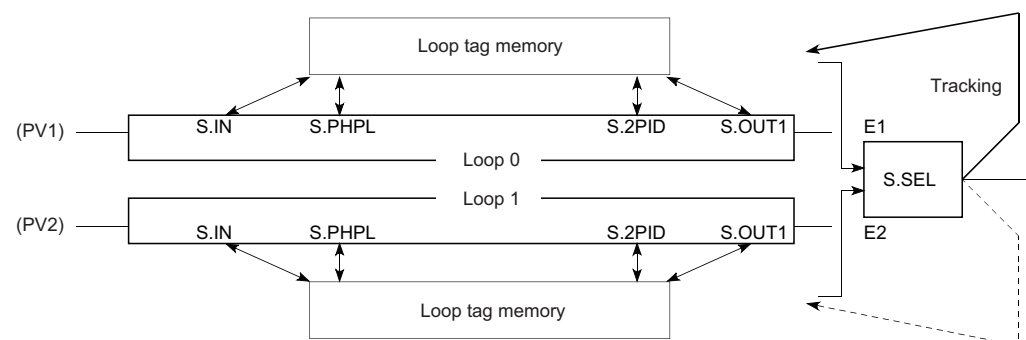 Loop tag memory
Tracking
(PV1)
S.IN S.PHPL S.2PID S.OUT1
E1
Loop 0
S.SEL
Loop 1
(PV2)
S.IN S.PHPL S.2PID S.OUT1
E2
Loop tag memory